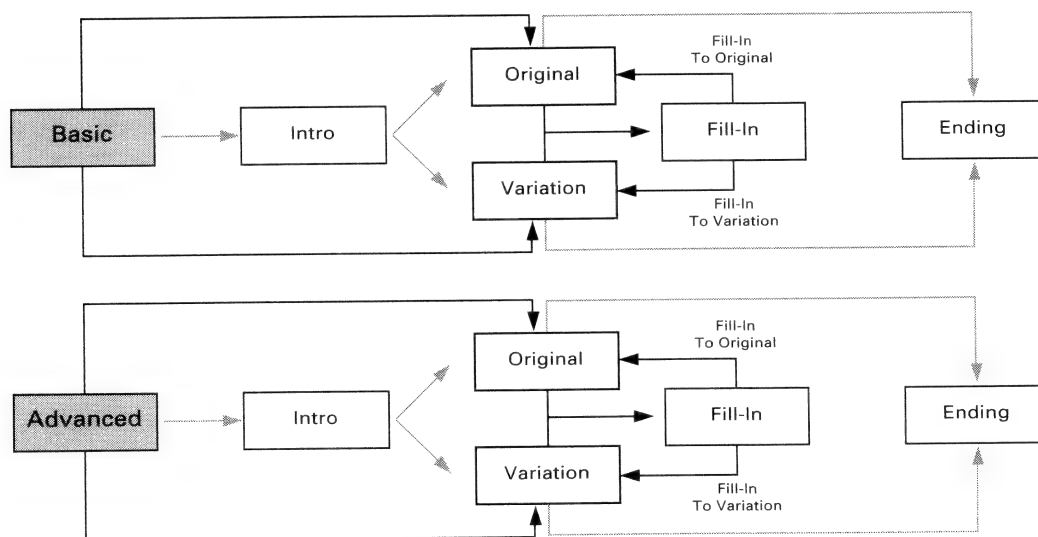 Fill-In
To Original
Original
Basic
Intro
Fill-In
Ending
Variation
Fill-In
To Variation
Fill-In
To Original
Original
Advanced
Intro
Fill-In
Ending
Variation
Fill-In
To Variation